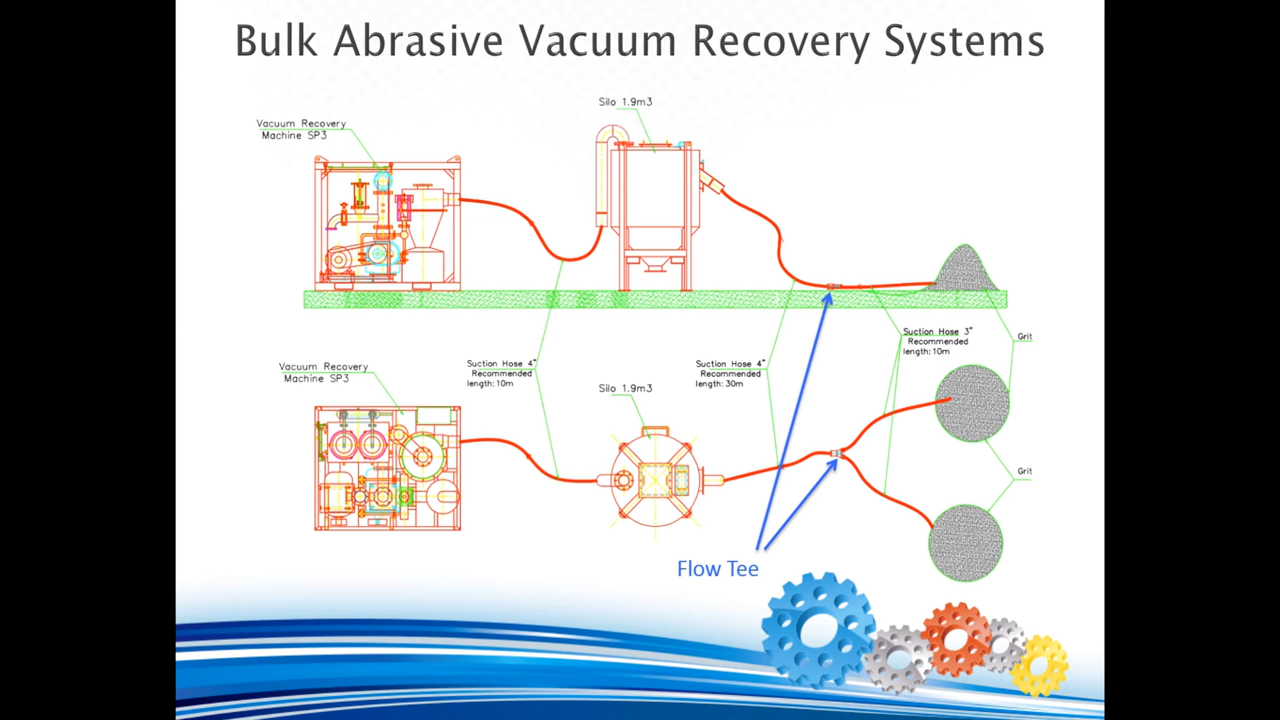 Bulk Abrasive Vacuum Recovery Systems
Silo 1.9m3
Vacuum Recovery
Machine SP3
Suction Hose 3"
Recommended
length: 10m
Grit
Suction Hose 4"
Recommended
length: 10m
Suction Hose 4"
Recommended
length: 30m
Vacuum Recovery
Machine SP3
Silo 1.9m3
Grit
Flow Tee